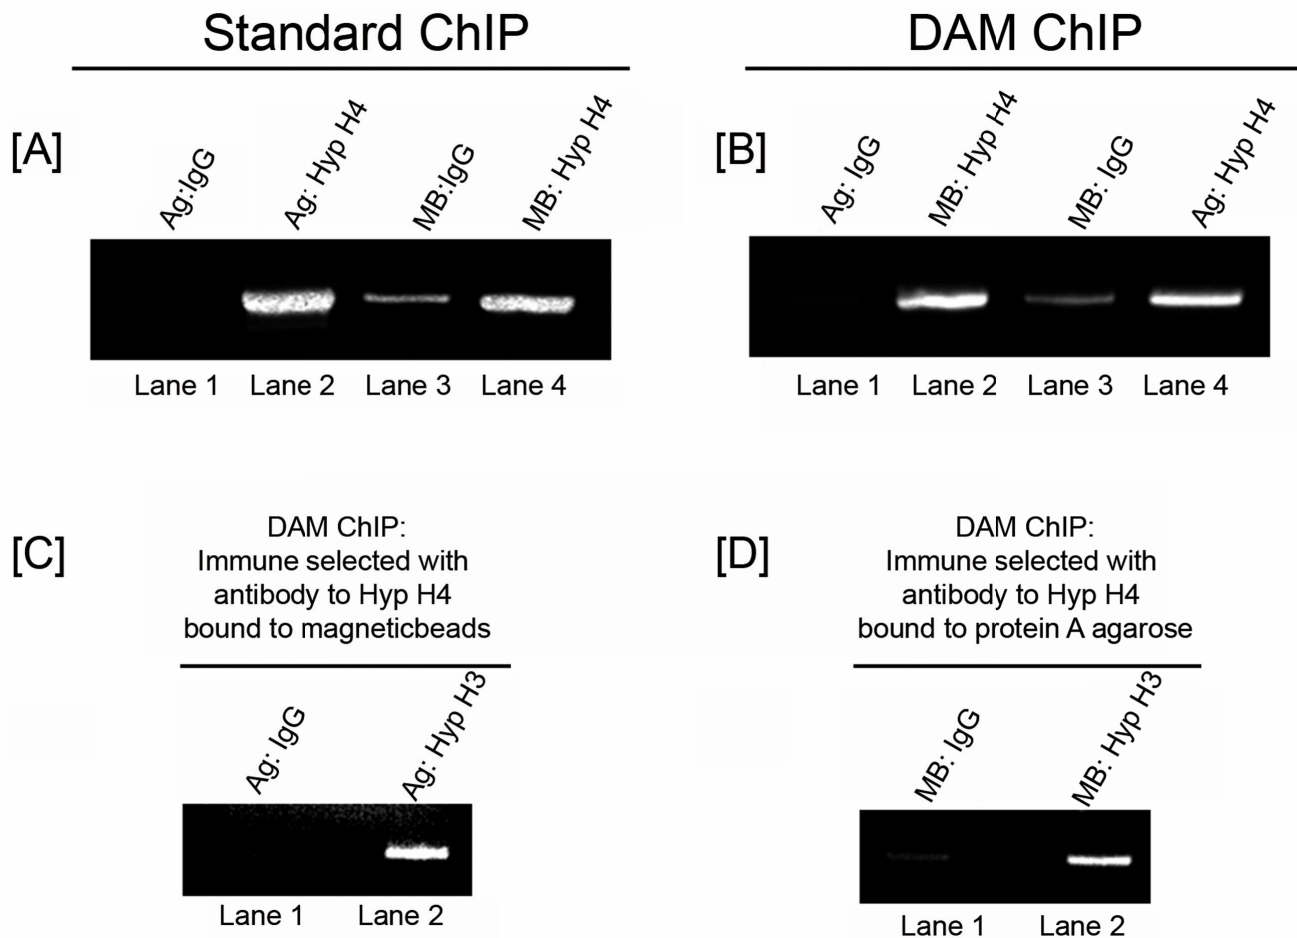 Standard ChIP
DAM ChIP
[A]
Ag:IgG
Ag: Hyp H4
MB:IgG
MB: Hyp H4
Lane 1
Lane 2
Lane 3
Lane 4
[B]
Ag: IgG
MB: Hyp H4
MB: IgG
Ag: Hyp H4
Lane 1
Lane 2
Lane 3
Lane 4
[C]
DAM ChIP:
Immune selected with
antibody to Hyp H4
bound to magneticbeads
Ag: IgG
Ag: Hyp H3
Lane 1
Lane 2
[D]
DAM ChIP:
Immune selected with
antibody to Hyp H4
bound to protein A agarose
MB: IgG
MB: Hyp H3
Lane 1
Lane 2